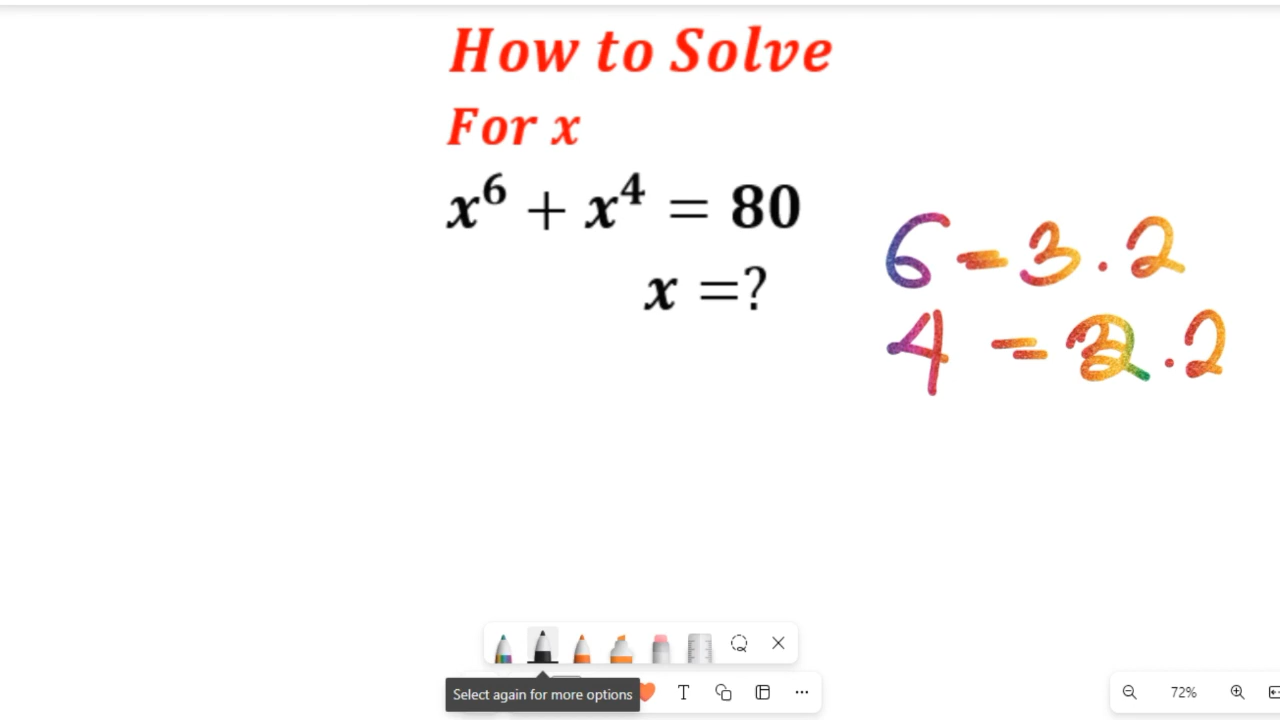 How to Solve
For x
x⁶ + x⁴ = 80
x =?
6 = 3 . 2
4 = 2 . 2
Select again for more options
T
72%